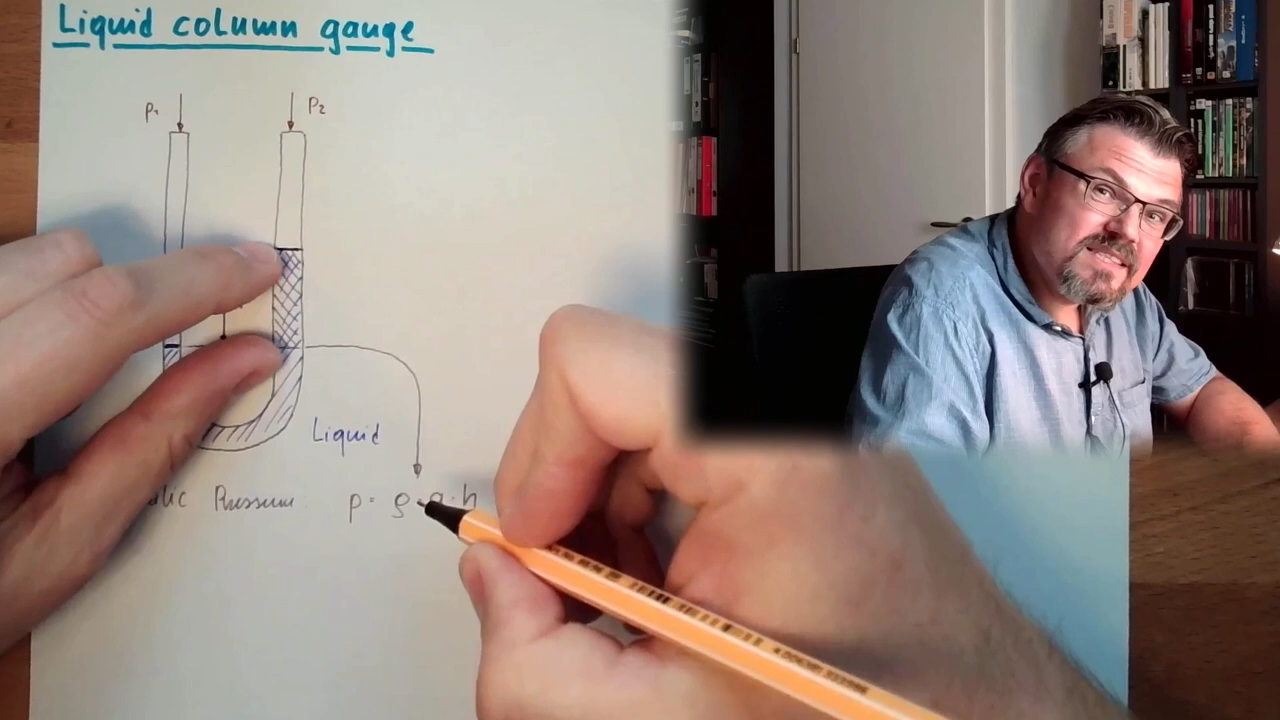 Liquid column gauge
p₁ p₂
Liquid
Pressure p = ρ·g·h